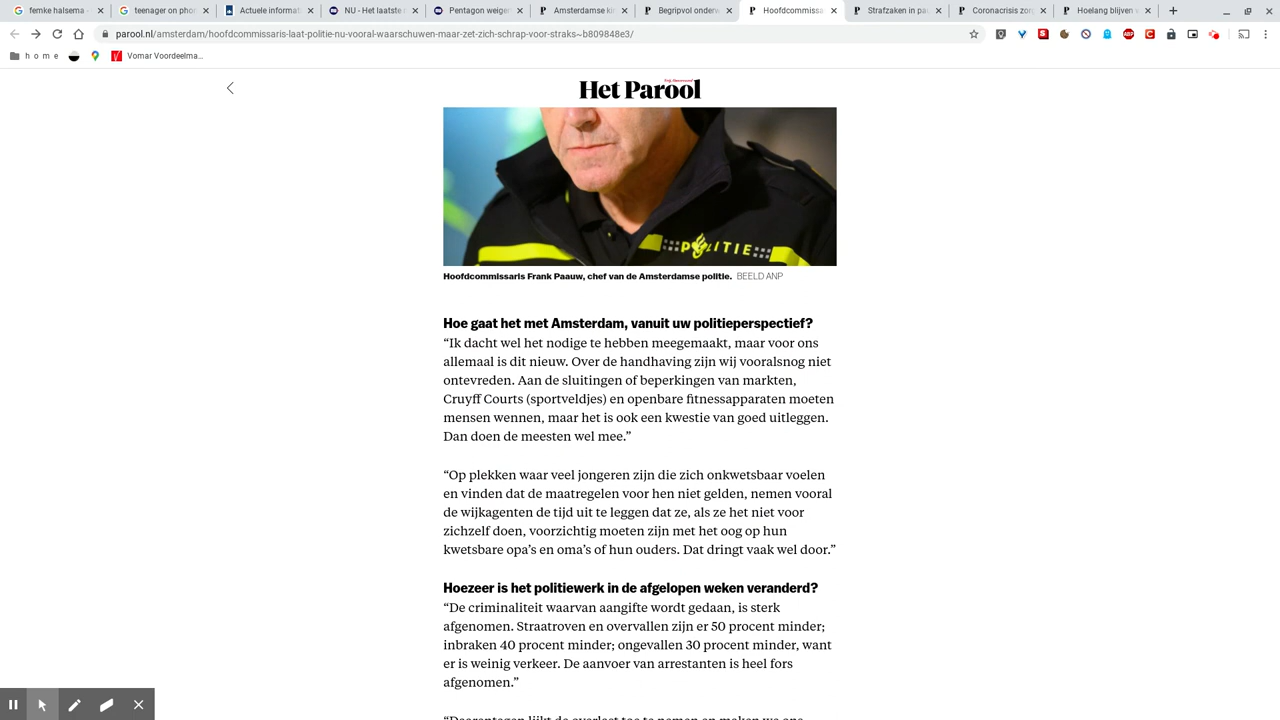 femke halsema -
teenager on phon
Actuele informat
NU - Het laatste n
Pentagon weiger
Amsterdamse kin
Begripvol onderw
Hoofdcommissa
Strafzaken in pau
Coronacrisis zorg
Hoelang blijven w
parool.nl/amsterdam/hoofdcommissaris-laat-politie-nu-vooral-waarschuwen-maar-zet-zich-schrap-voor-straks~b809848e3/
h o m e
Vomar Voordeelma...
Het Parool
POLITIE
Hoofdcommissaris Frank Paauw, chef van de Amsterdamse politie. BEELD ANP
Hoe gaat het met Amsterdam, vanuit uw politieperspectief?
“Ik dacht wel het nodige te hebben meegemaakt, maar voor ons
allemaal is dit nieuw. Over de handhaving zijn wij vooralsnog niet
ontevreden. Aan de sluitingen of beperkingen van markten,
Cruyff Courts (sportveldjes) en openbare fitnessapparaten moeten
mensen wennen, maar het is ook een kwestie van goed uitleggen.
Dan doen de meesten wel mee.”
“Op plekken waar veel jongeren zijn die zich onkwetsbaar voelen
en vinden dat de maatregelen voor hen niet gelden, nemen vooral
de wijkagenten de tijd uit te leggen dat ze, als ze het niet voor
zichzelf doen, voorzichtig moeten zijn met het oog op hun
kwetsbare opa’s en oma’s of hun ouders. Dat dringt vaak wel door.”
Hoezeer is het politiewerk in de afgelopen weken veranderd?
“De criminaliteit waarvan aangifte wordt gedaan, is sterk
afgenomen. Straatroven en overvallen zijn er 50 procent minder;
inbraken 40 procent minder; ongevallen 30 procent minder, want
er is weinig verkeer. De aanvoer van arrestanten is heel fors
afgenomen.”